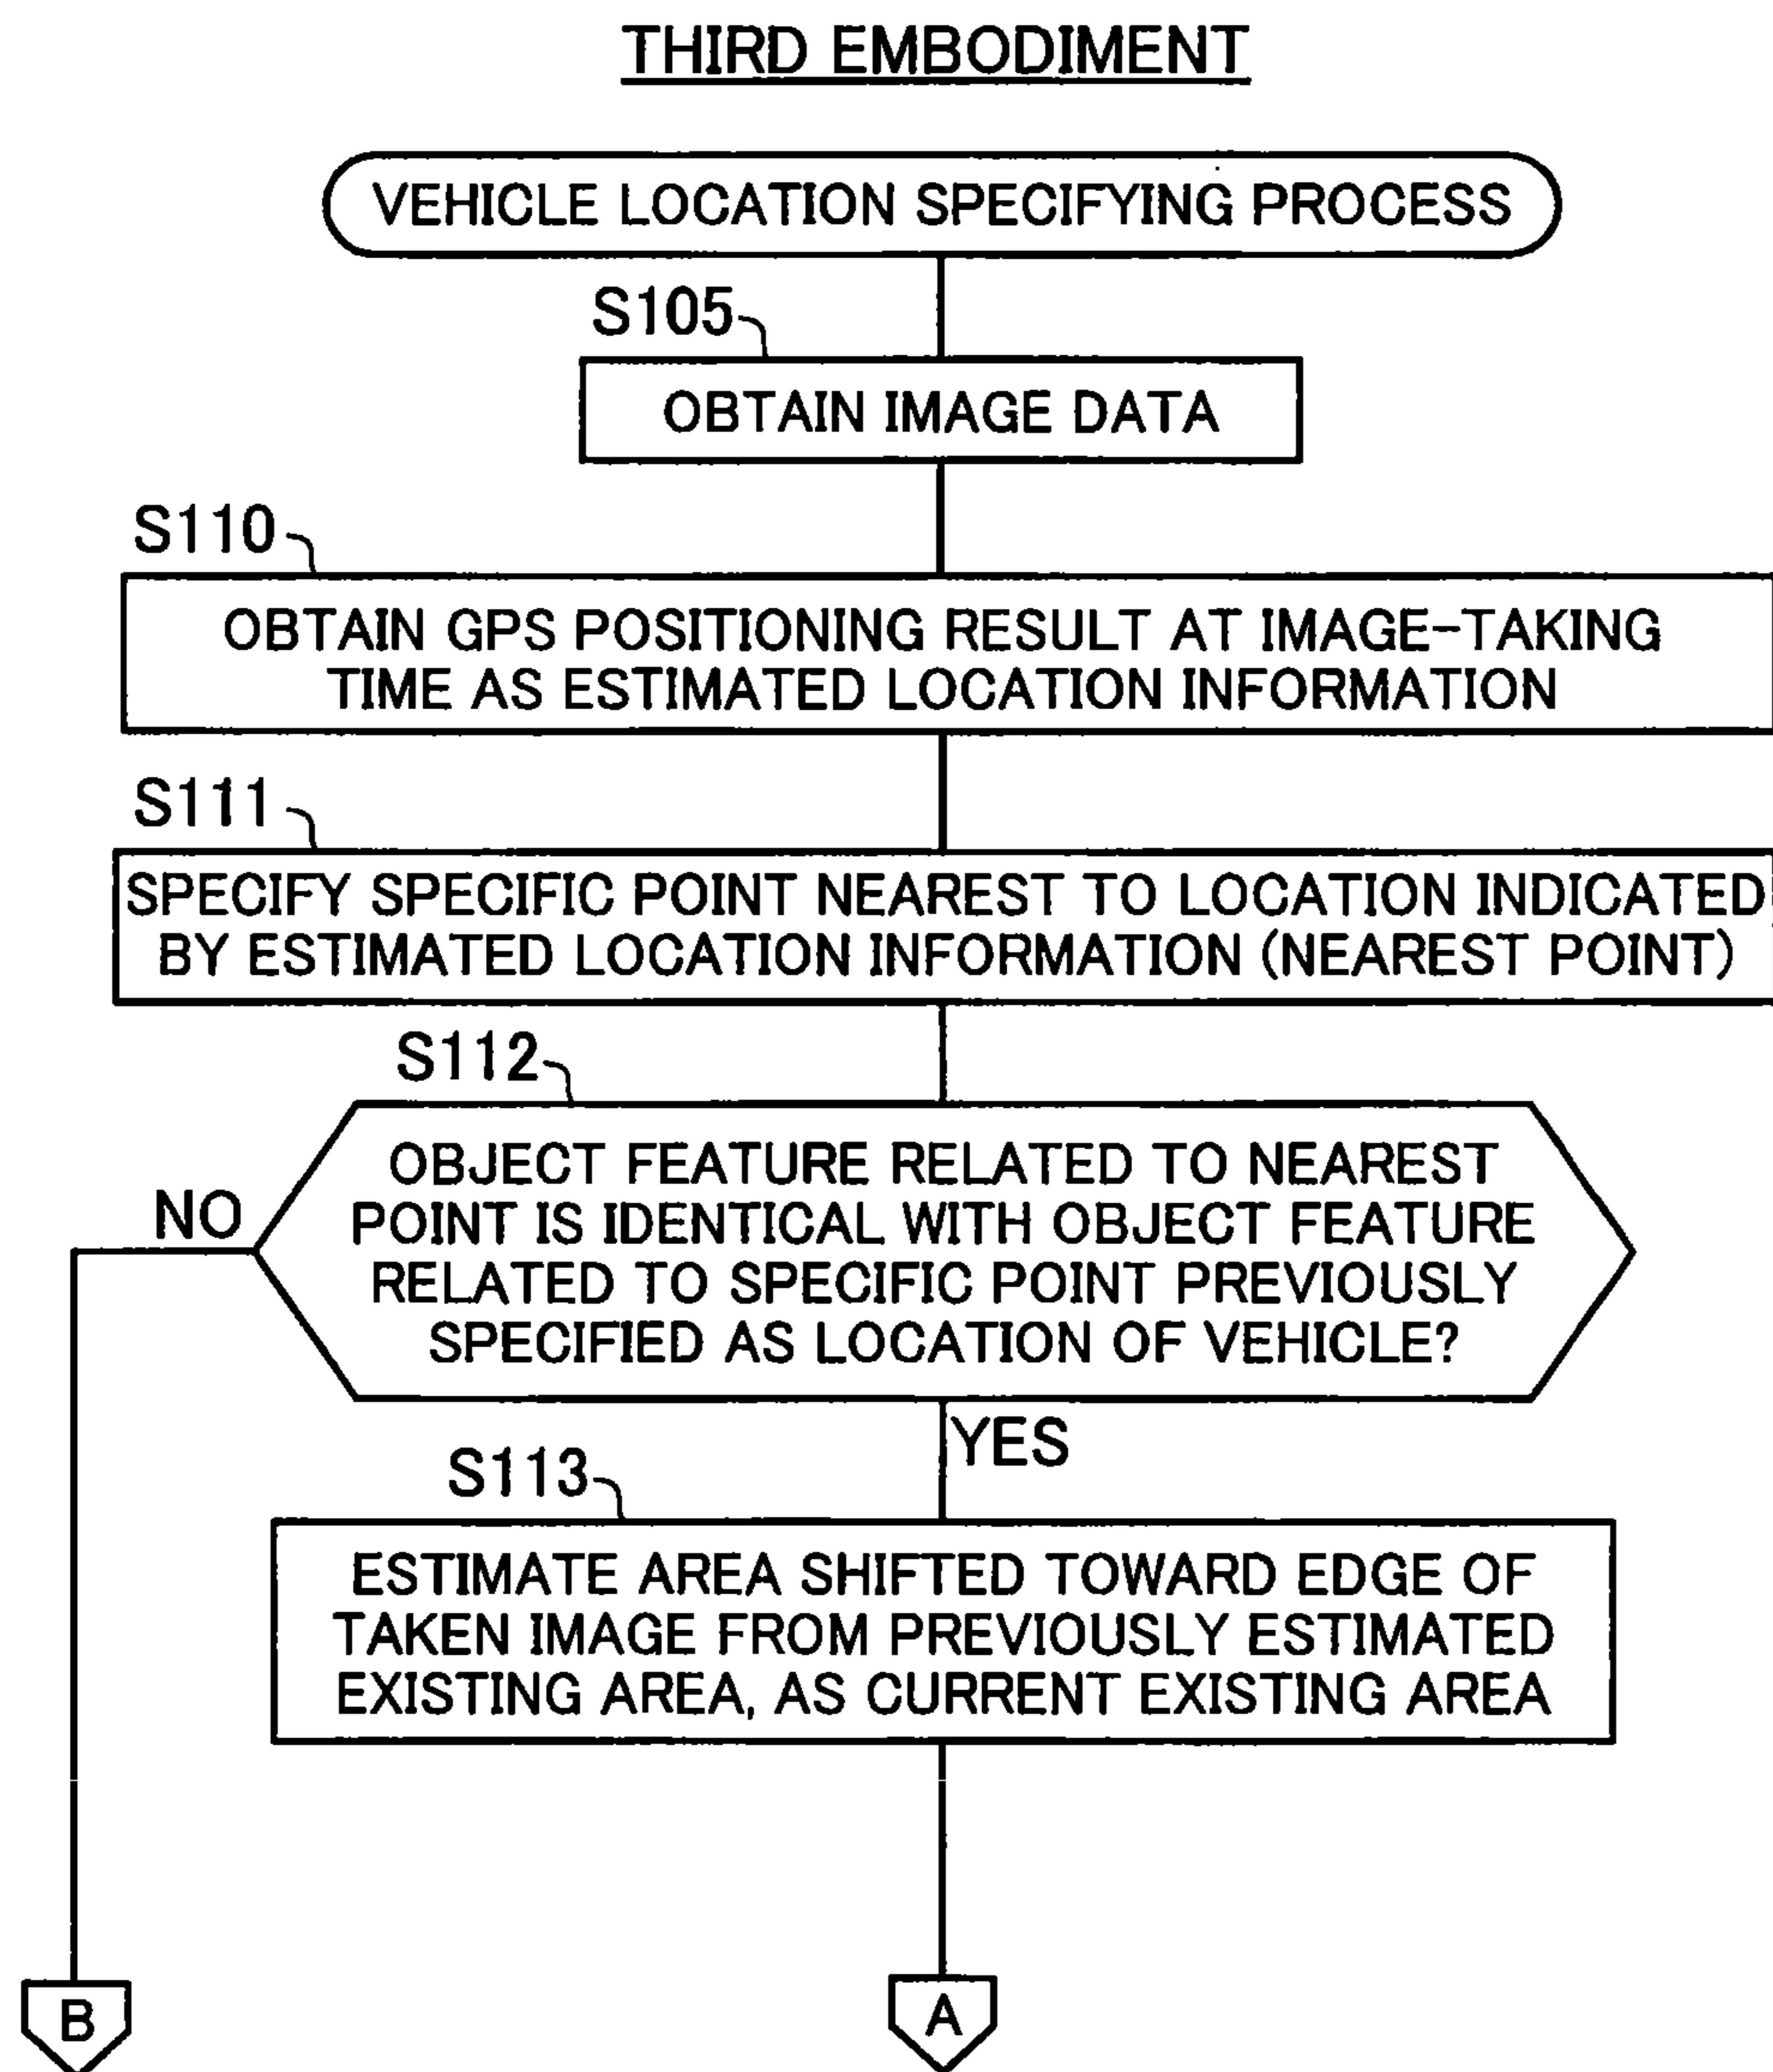 THIRD EMBODIMENT
VEHICLE LOCATION SPECIFYING PROCESS
S105
OBTAIN IMAGE DATA
S110
OBTAIN GPS POSITIONING RESULT AT IMAGE-TAKING
TIME AS ESTIMATED LOCATION INFORMATION
S111
SPECIFY SPECIFIC POINT NEAREST TO LOCATION INDICATED
BY ESTIMATED LOCATION INFORMATION (NEAREST POINT)
S112
OBJECT FEATURE RELATED TO NEAREST
POINT IS IDENTICAL WITH OBJECT FEATURE
RELATED TO SPECIFIC POINT PREVIOUSLY
SPECIFIED AS LOCATION OF VEHICLE?
NO
YES
S113
ESTIMATE AREA SHIFTED TOWARD EDGE OF
TAKEN IMAGE FROM PREVIOUSLY ESTIMATED
EXISTING AREA, AS CURRENT EXISTING AREA
B
A